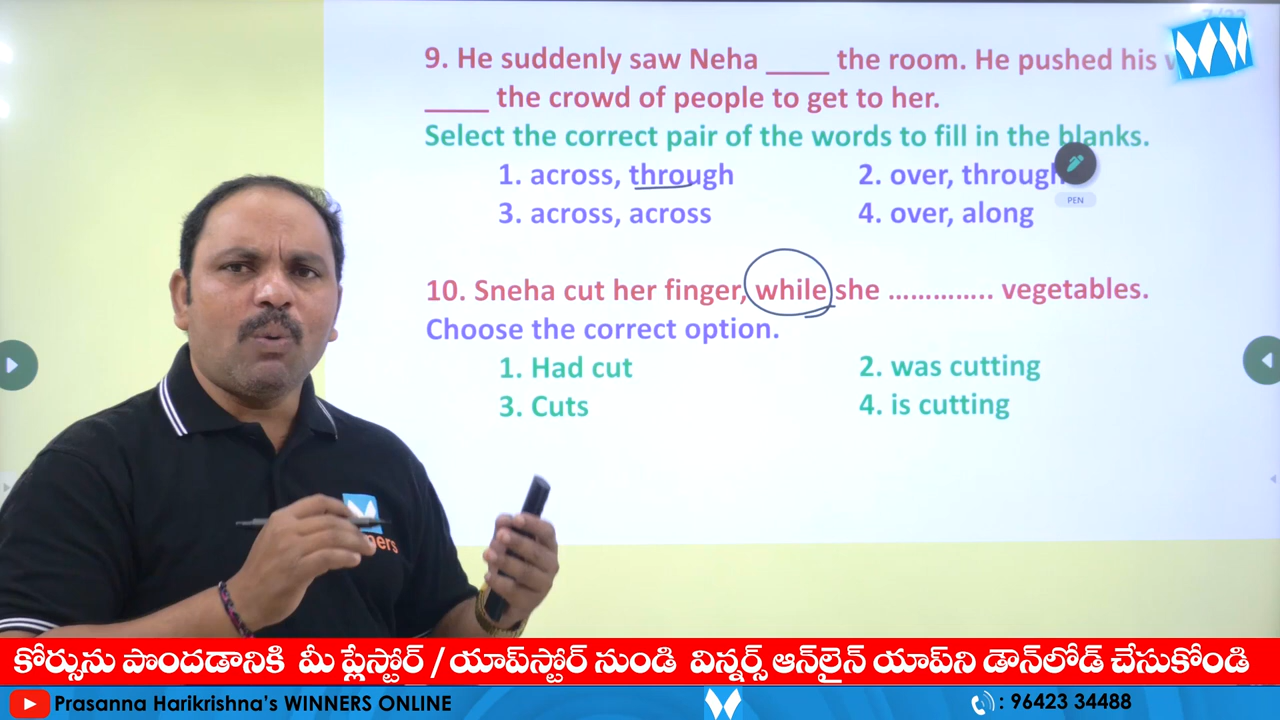 9. He suddenly saw Neha ____ the room. He pushed his
____ the crowd of people to get to her.
Select the correct pair of the words to fill in the blanks.
1. across, through 2. over, through
3. across, across 4. over, along
PEN
10. Sneha cut her finger, while she ………….. vegetables.
Choose the correct option.
1. Had cut 2. was cutting
3. Cuts 4. is cutting
కోర్సును పొందడానికి మీ ప్లేస్టోర్ / యాప్‌స్టోర్ నుండి విన్నర్స్ ఆన్‌లైన్ యాప్‌ని డౌన్‌లోడ్ చేసుకోండి
Prasanna Harikrishna's WINNERS ONLINE : 96423 34488